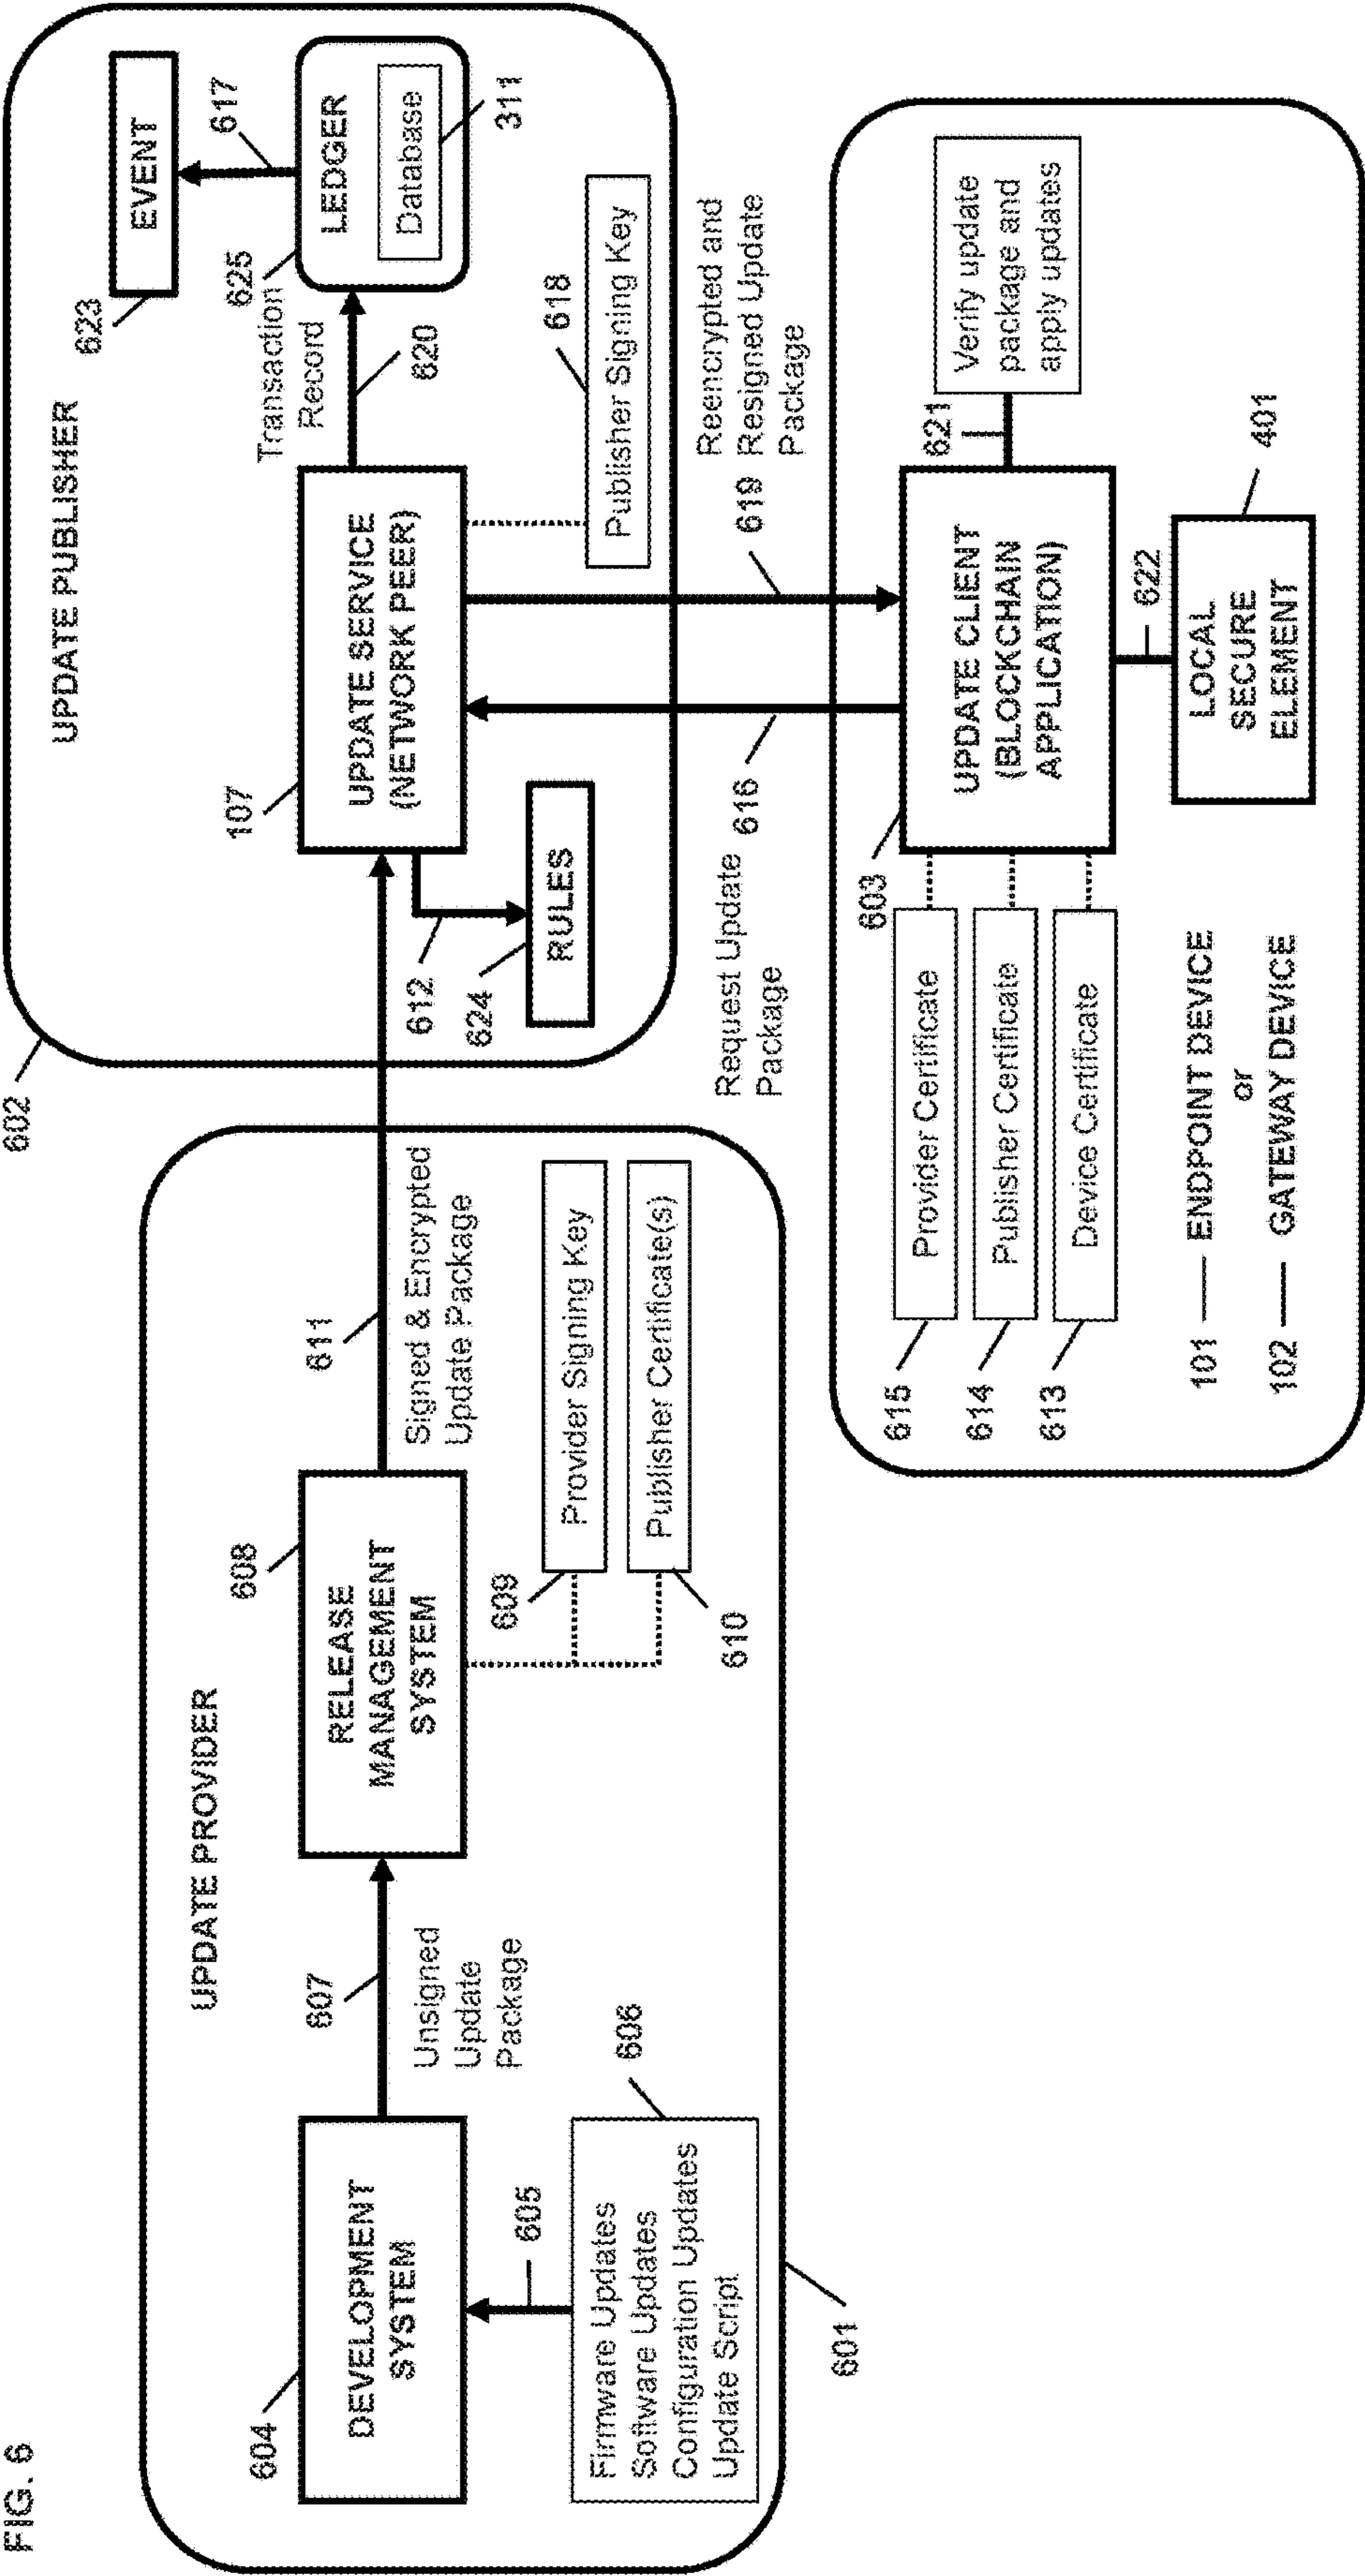 FIG. 6
UPDATE PROVIDER
604
DEVELOPMENT
SYSTEM
605
Firmware Updates
Software Updates
Configuration Updates
Update Script
606
601
607
Unsigned
Update
Package
608
RELEASE
MANAGEMENT
SYSTEM
609
Provider Signing Key
Publisher Certificate(s)
610
611
Signed & Encrypted
Update Package
602
UPDATE PUBLISHER
107
UPDATE SERVICE
(NETWORK PEER)
612
624
RULES
Transaction
Record
620
623
EVENT
617
625
LEDGER
Database
311
618
Publisher Signing Key
Request Update
Package
616
619
Reencrypted and
Resigned Update
Package
603
UPDATE CLIENT
(BLOCKCHAIN
APPLICATION)
621
Verify update
package and
apply updates
622
LOCAL
SECURE
ELEMENT
401
615
Provider Certificate
614
Publisher Certificate
613
Device Certificate
101
ENDPOINT DEVICE
or
102
GATEWAY DEVICE